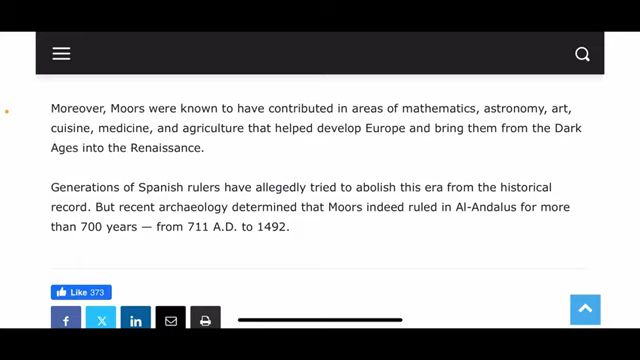 Moreover, Moors were known to have contributed in areas of mathematics, astronomy, art,
cuisine, medicine, and agriculture that helped develop Europe and bring them from the Dark
Ages into the Renaissance.
Generations of Spanish rulers have allegedly tried to abolish this era from the historical
record. But recent archaeology determined that Moors indeed ruled in Al-Andalus for more
than 700 years — from 711 A.D. to 1492.
Like 373